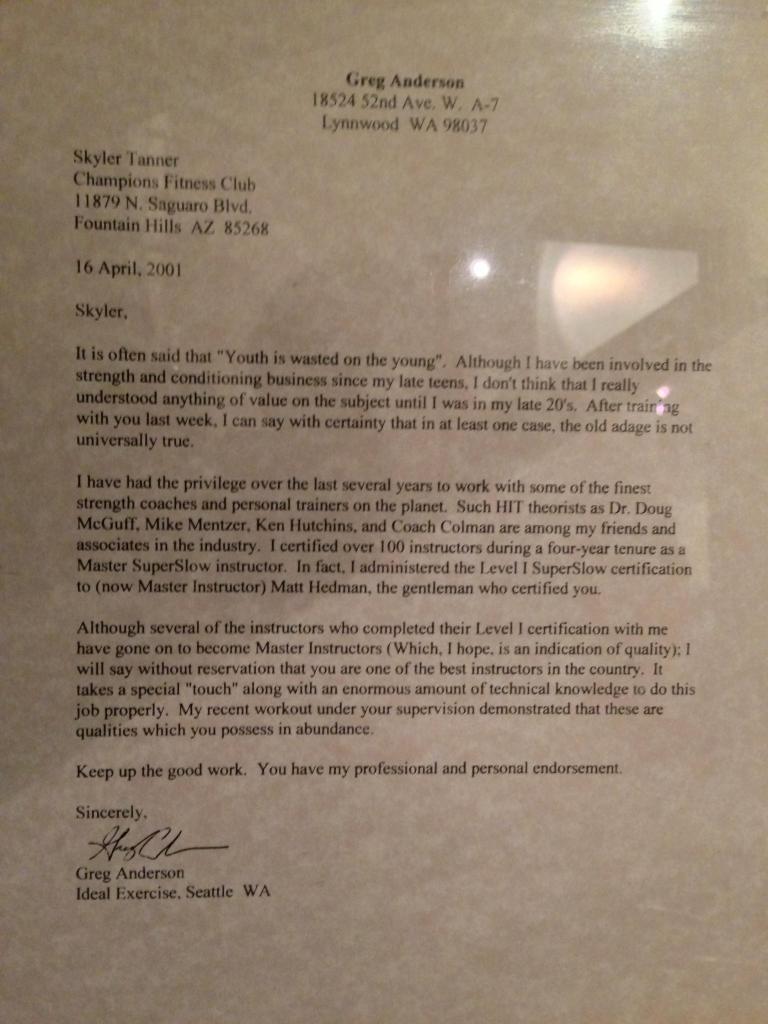 Greg Anderson
18524 52nd Ave. W. A-7
Lynnwood WA 98037
Skyler Tanner
Champions Fitness Club
11879 N. Saguaro Blvd.
Fountain Hills AZ 85268
16 April, 2001
Skyler,
It is often said that "Youth is wasted on the young". Although I have been involved in the
strength and conditioning business since my late teens, I don't think that I really
understood anything of value on the subject until I was in my late 20's. After training
with you last week, I can say with certainty that in at least one case, the old adage is not
universally true.
I have had the privilege over the last several years to work with some of the finest
strength coaches and personal trainers on the planet. Such HIT theorists as Dr. Doug
McGuff, Mike Mentzer, Ken Hutchins, and Coach Colman are among my friends and
associates in the industry. I certified over 100 instructors during a four-year tenure as a
Master SuperSlow instructor. In fact, I administered the Level I SuperSlow certification
to (now Master Instructor) Matt Hedman, the gentleman who certified you.
Although several of the instructors who completed their Level I certification with me
have gone on to become Master Instructors (Which, I hope, is an indication of quality); I
will say without reservation that you are one of the best instructors in the country. It
takes a special "touch" along with an enormous amount of technical knowledge to do this
job properly. My recent workout under your supervision demonstrated that these are
qualities which you possess in abundance.
Keep up the good work. You have my professional and personal endorsement.
Sincerely,
Greg Anderson
Ideal Exercise, Seattle WA